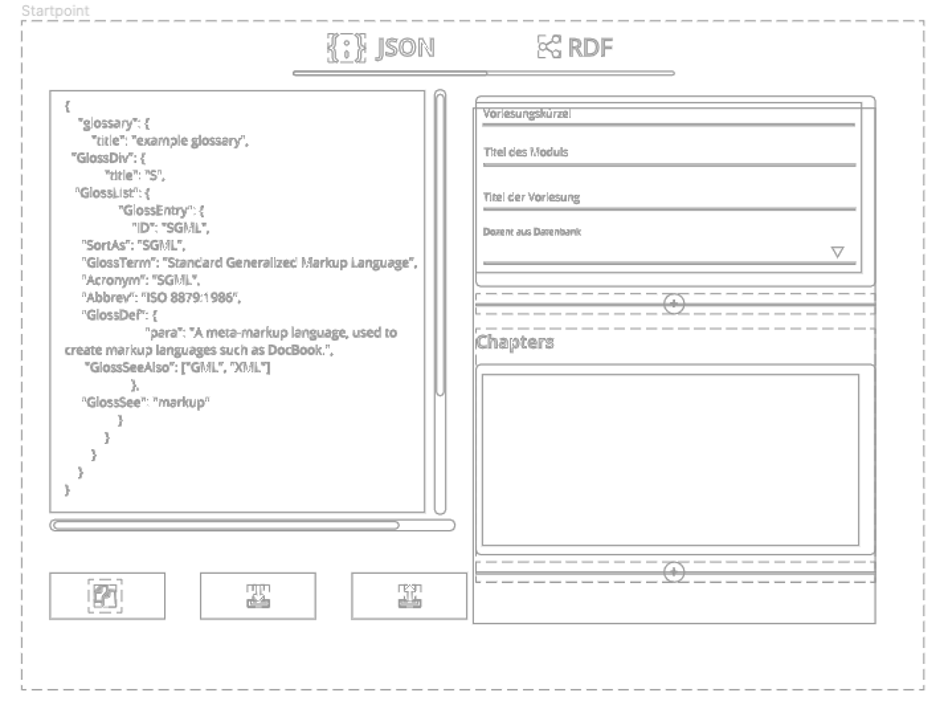 Startpoint
{;} JSON
RDF
{
"glossary": {
"title": "example glossary",
"GlossDiv": {
"title": "S",
"GlossList": {
"GlossEntry": {
"ID": "SGML",
"SortAs": "SGML",
"GlossTerm": "Standard Generalized Markup Language",
"Acronym": "SGML",
"Abbrev": "ISO 8879:1986",
"GlossDef": {
"para": "A meta-markup language, used to
create markup languages such as DocBook.",
"GlossSeeAlso": ["GML", "XML"]
},
"GlossSee": "markup"
}
}
}
}
}
Vorlesungskürzel
Titel des Moduls
Titel der Vorlesung
Dozent aus Datenbank
Chapters